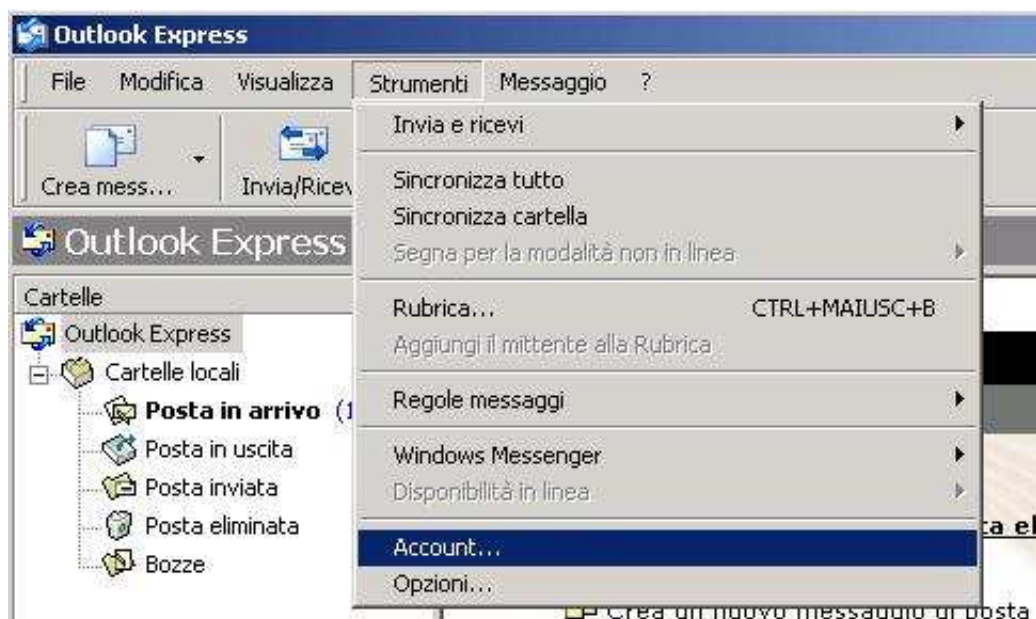 Outlook Express
File Modifica Visualizza Strumenti Messaggio ?
Crea mess... Invia/Ricev
Outlook Express
Cartelle
Outlook Express
Cartelle locali
Posta in arrivo (1
Posta in uscita
Posta inviata
Posta eliminata
Bozze
Invia e ricevi
Sincronizza tutto
Sincronizza cartella
Segna per la modalità non in linea
Rubrica... CTRL+MAIUSC+B
Aggiungi il mittente alla Rubrica
Regole messaggi
Windows Messenger
Disponibilità in linea
Account...
Opzioni...
ta el
Crea un nuovo messaggio di posta